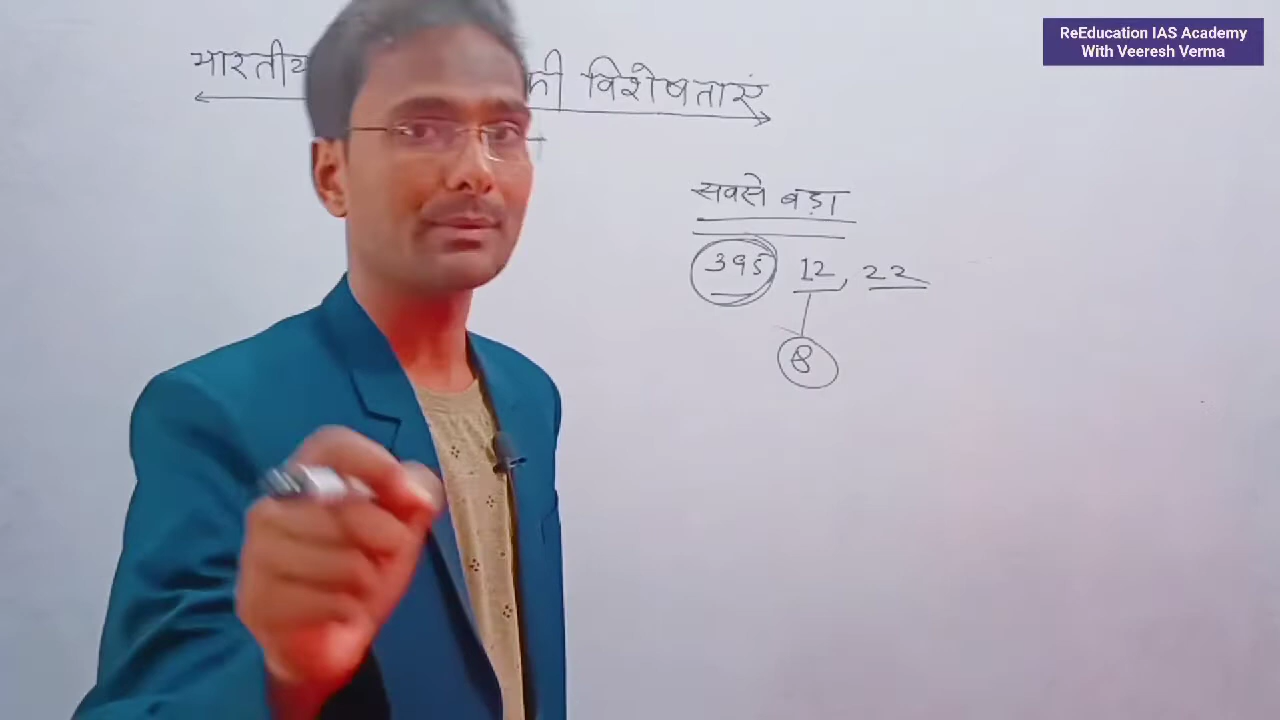 ReEducation IAS Academy
With Veeresh Verma
भारतीय की विशेषताएं
सबसे बड़ा
395 12, 22
8